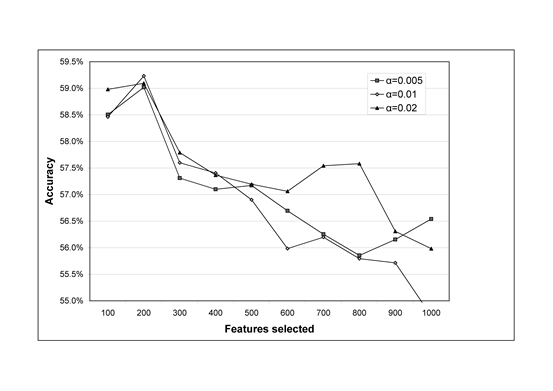 59.5%
59.0%
58.5%
58.0%
57.5%
57.0%
56.5%
56.0%
55.5%
55.0%
Accuracy
α=0.005
α=0.01
α=0.02
100 200 300 400 500 600 700 800 900 1000
Features selected